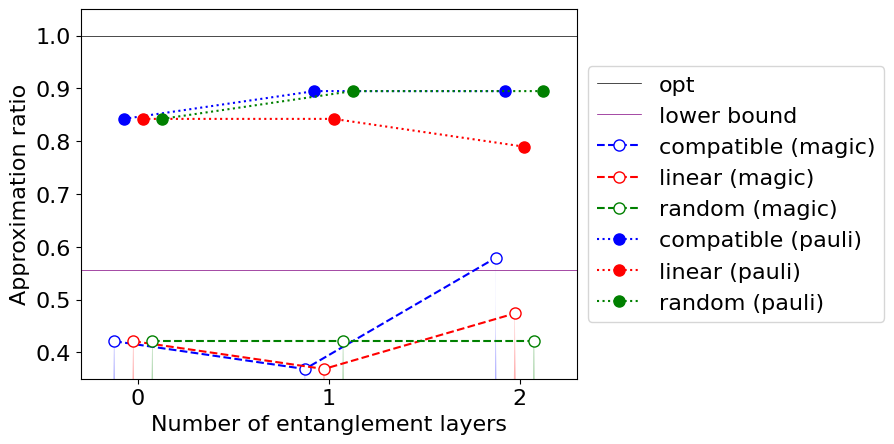 Approximation ratio
1.0
0.9
0.8
0.7
0.6
0.5
0.4
0
1
2
Number of entanglement layers
opt
lower bound
compatible (magic)
linear (magic)
random (magic)
compatible (pauli)
linear (pauli)
random (pauli)